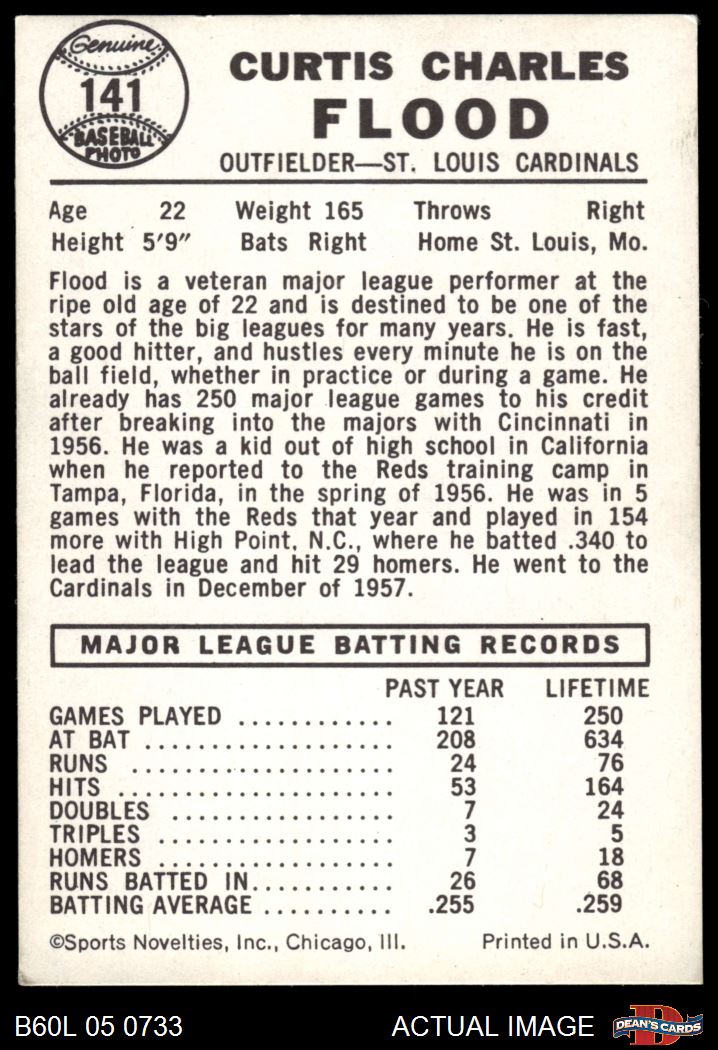 Genuine
141
BASEBALL
PHOTO
CURTIS CHARLES
FLOOD
OUTFIELDER—ST. LOUIS CARDINALS
Age 22 Weight 165 Throws Right
Height 5'9" Bats Right Home St. Louis, Mo.
Flood is a veteran major league performer at the
ripe old age of 22 and is destined to be one of the
stars of the big leagues for many years. He is fast,
a good hitter, and hustles every minute he is on the
ball field, whether in practice or during a game. He
already has 250 major league games to his credit
after breaking into the majors with Cincinnati in
1956. He was a kid out of high school in California
when he reported to the Reds training camp in
Tampa, Florida, in the spring of 1956. He was in 5
games with the Reds that year and played in 154
more with High Point, N.C., where he batted .340 to
lead the league and hit 29 homers. He went to the
Cardinals in December of 1957.
MAJOR LEAGUE BATTING RECORDS
PAST YEAR LIFETIME
GAMES PLAYED ............ 121 250
AT BAT .................... 208 634
RUNS ..................... 24 76
HITS ...................... 53 164
DOUBLES ................. 7 24
TRIPLES .................. 3 5
HOMERS .................. 7 18
RUNS BATTED IN........... 26 68
BATTING AVERAGE .......... .255 .259
©Sports Novelties, Inc., Chicago, Ill. Printed in U.S.A.
B60L 05 0733 ACTUAL IMAGE DEAN'S CARDS